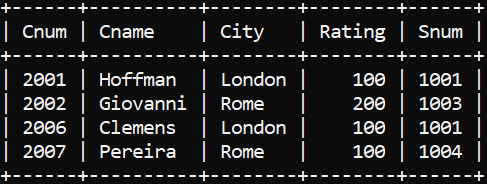 +------+----------+--------+--------+------+
| Cnum | Cname    | City   | Rating | Snum |
+------+----------+--------+--------+------+
| 2001 | Hoffman  | London |    100 | 1001 |
| 2002 | Giovanni | Rome   |    200 | 1003 |
| 2006 | Clemens  | London |    100 | 1001 |
| 2007 | Pereira  | Rome   |    100 | 1004 |
+------+----------+--------+--------+------+